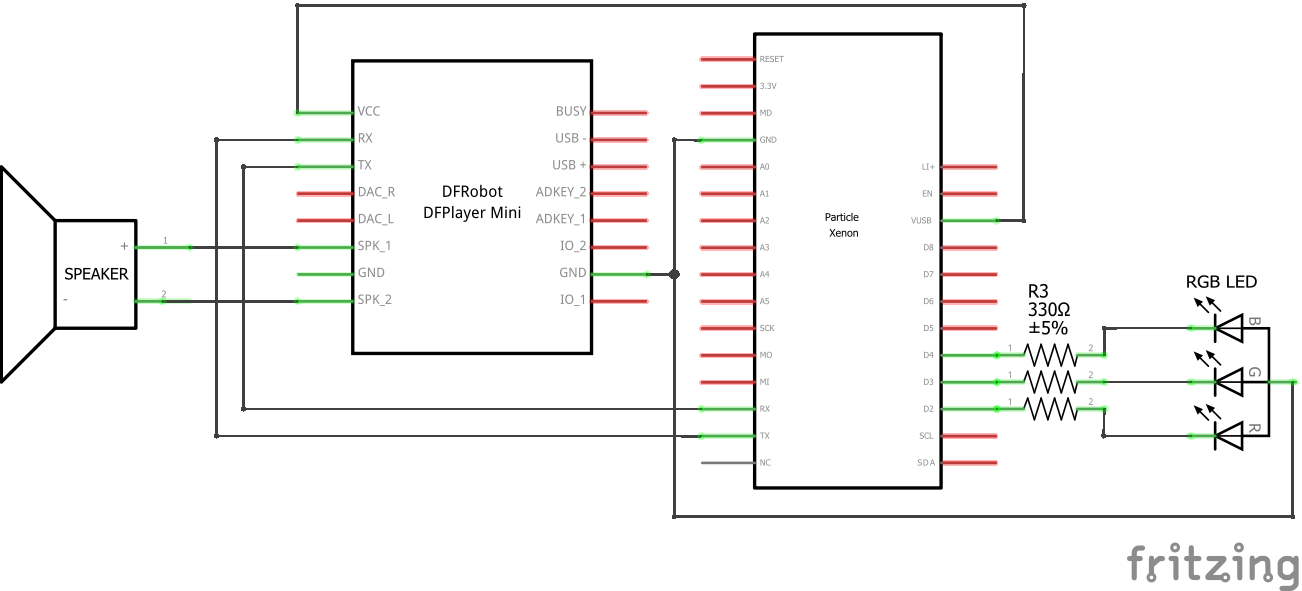 SPEAKER
+
-
1
2
VCC
RX
TX
DAC_R
DAC_L
SPK_1
GND
SPK_2
DFRobot
DFPlayer Mini
BUSY
USB -
USB +
ADKEY_2
ADKEY_1
IO_2
GND
IO_1
RESET
3.3V
MD
GND
A0
A1
A2
A3
A4
A5
SCK
MO
MI
RX
TX
NC
Particle
Xenon
LI+
EN
VUSB
D8
D7
D6
D5
D4
D3
D2
SCL
SDA
R3
330Ω
±5%
1 2
1 2
1 2
RGB LED
B
G
R
fritzing